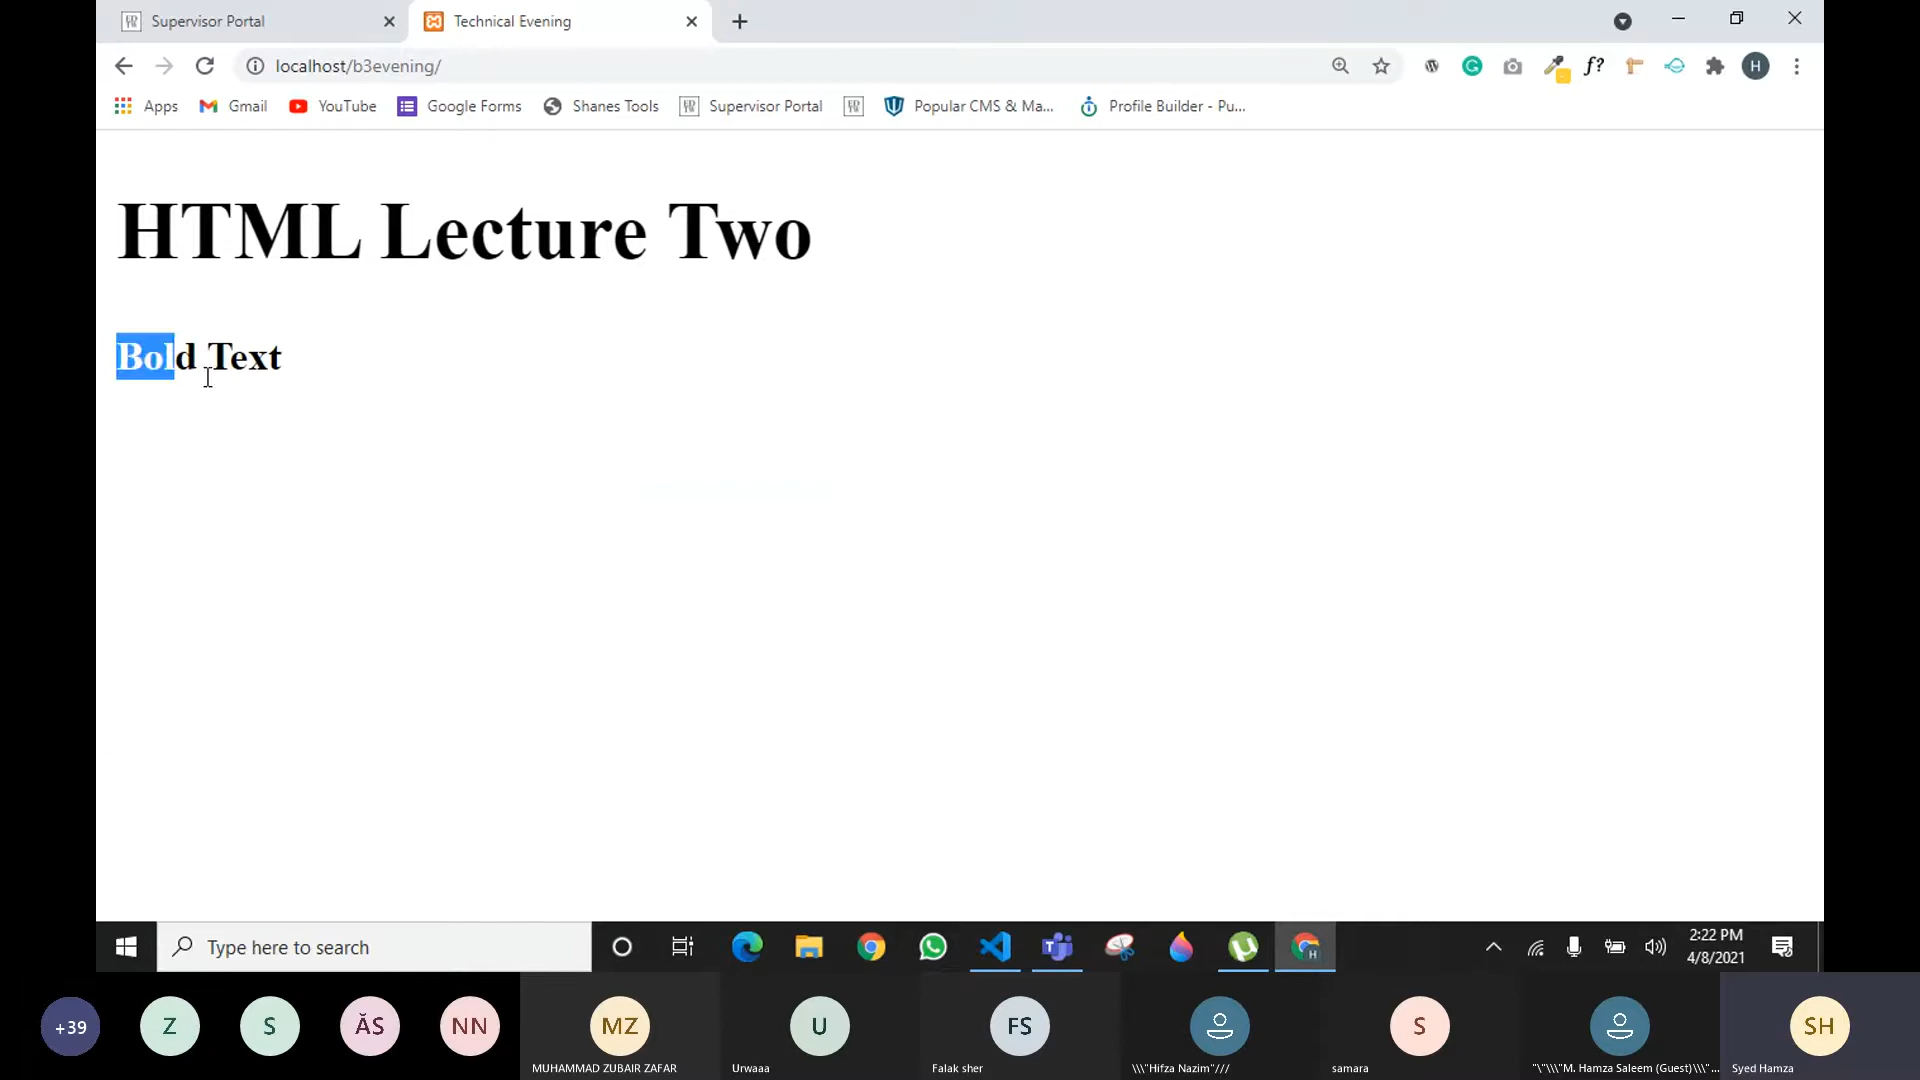 Supervisor Portal
Technical Evening
localhost/b3evening/
f?
H
Apps
Gmail
YouTube
Google Forms
Shanes Tools
Supervisor Portal
Popular CMS & Ma...
Profile Builder - Pu...
HTML Lecture Two
Bold Text
Type here to search
2:22 PM
4/8/2021
+39
Z
S
ĂS
NN
MZ
U
FS
S
SH
MUHAMMAD ZUBAIR ZAFAR
Urwaaa
Falak sher
\\\"Hifza Nazim"///
samara
"\"\\\"M. Hamza Saleem (Guest)\\\"...
Syed Hamza